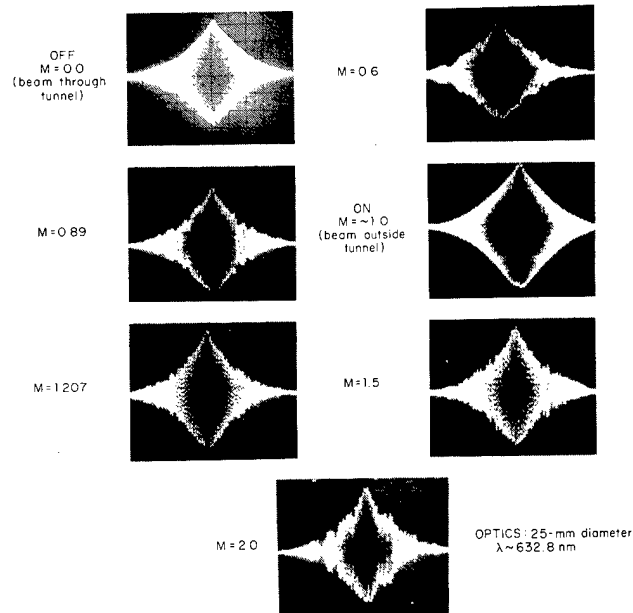 OFF
M = 0 0
(beam through
tunnel)
M = 0 6
M = 0 89
ON
M = ~1.0
(beam outside
tunnel)
M = 1 207
M = 1.5
M = 2 0
OPTICS: 25-mm diameter
λ~632.8 nm